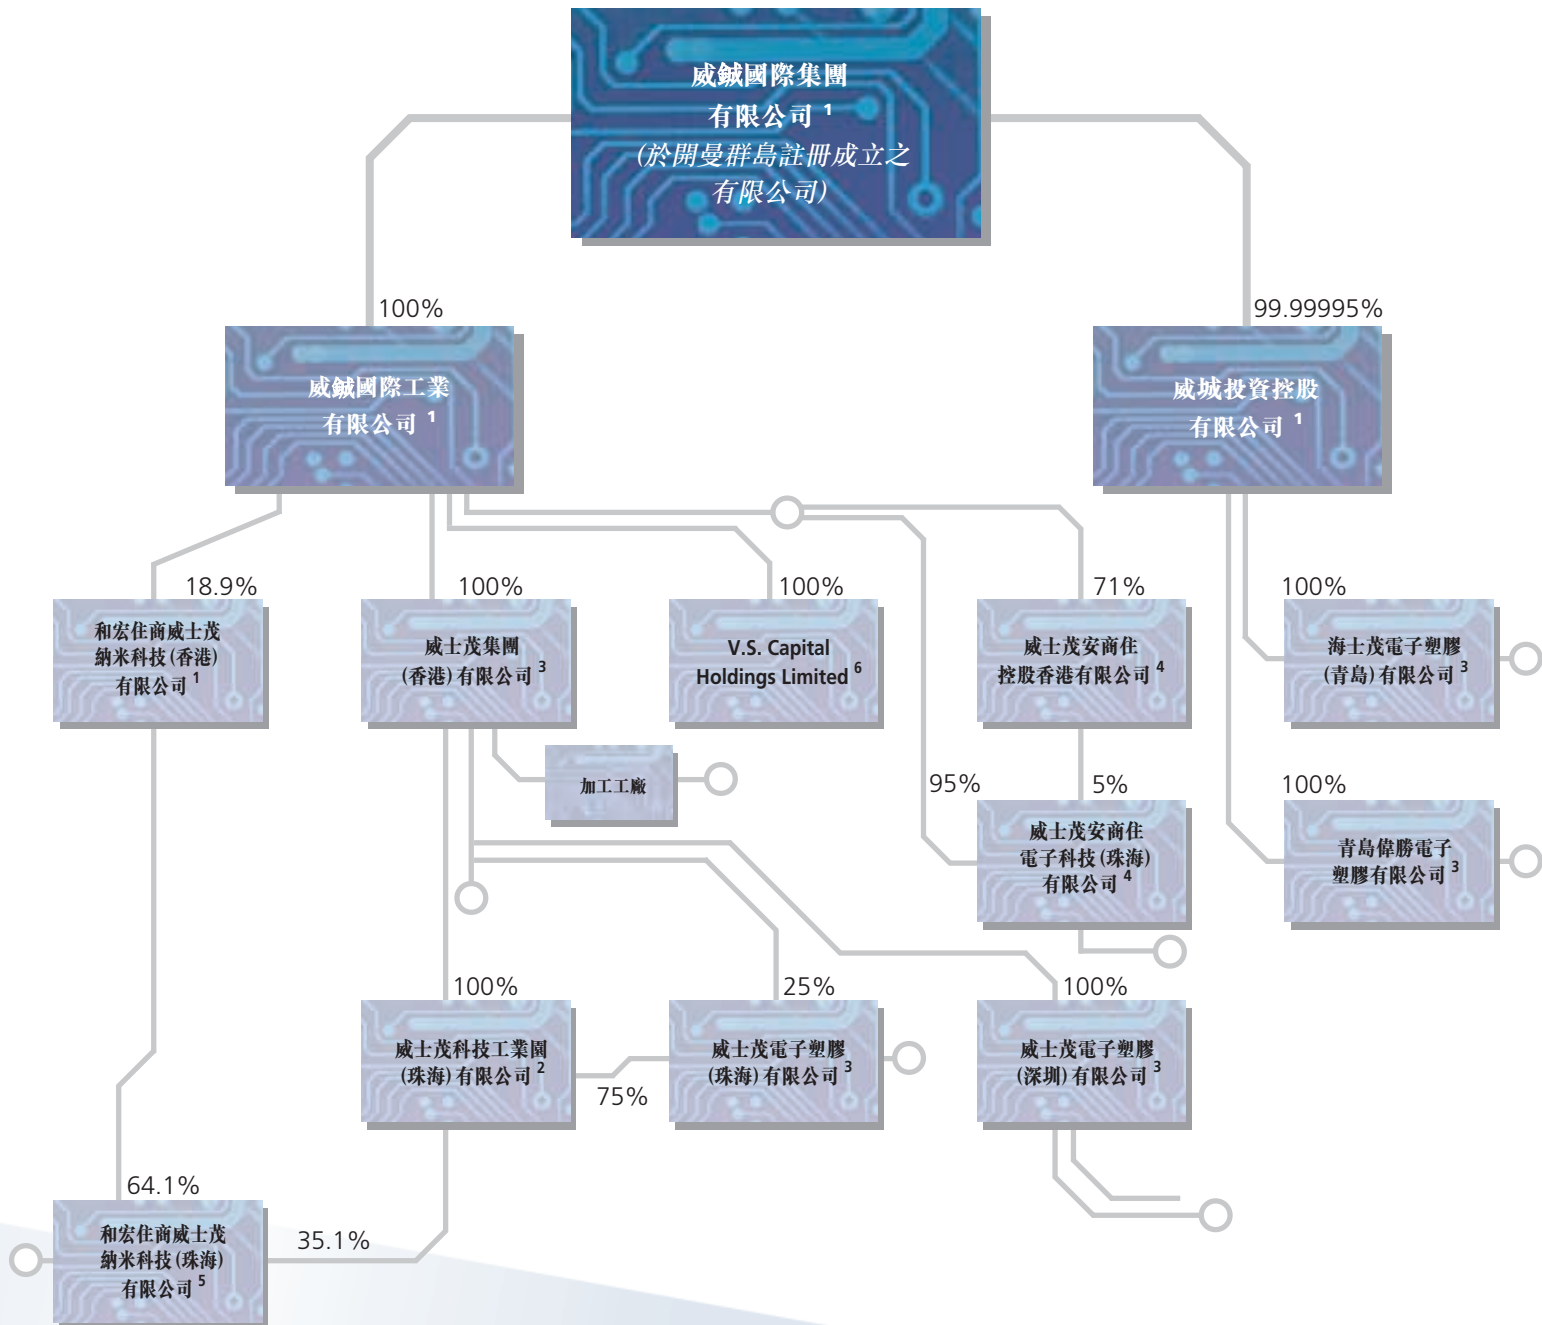 威鋮國際集團
有限公司 1
(於開曼群島註冊成立之
有限公司)
100%
99.99995%
威鋮國際工業
有限公司 1
威城投資控股
有限公司 1
18.9%
100%
100%
71%
100%
和宏住商威士茂
納米科技(香港)
有限公司 1
威士茂集團
(香港)有限公司 3
V.S. Capital
Holdings Limited 6
威士茂安商住
控股香港有限公司 4
海士茂電子塑膠
(青島)有限公司 3
加工工廠
95%
5%
100%
威士茂安商住
電子科技(珠海)
有限公司 4
青島偉勝電子
塑膠有限公司 3
100%
25%
100%
威士茂科技工業園
(珠海)有限公司 2
75%
威士茂電子塑膠
(珠海)有限公司 3
威士茂電子塑膠
(深圳)有限公司 3
64.1%
35.1%
和宏住商威士茂
納米科技(珠海)
有限公司 5